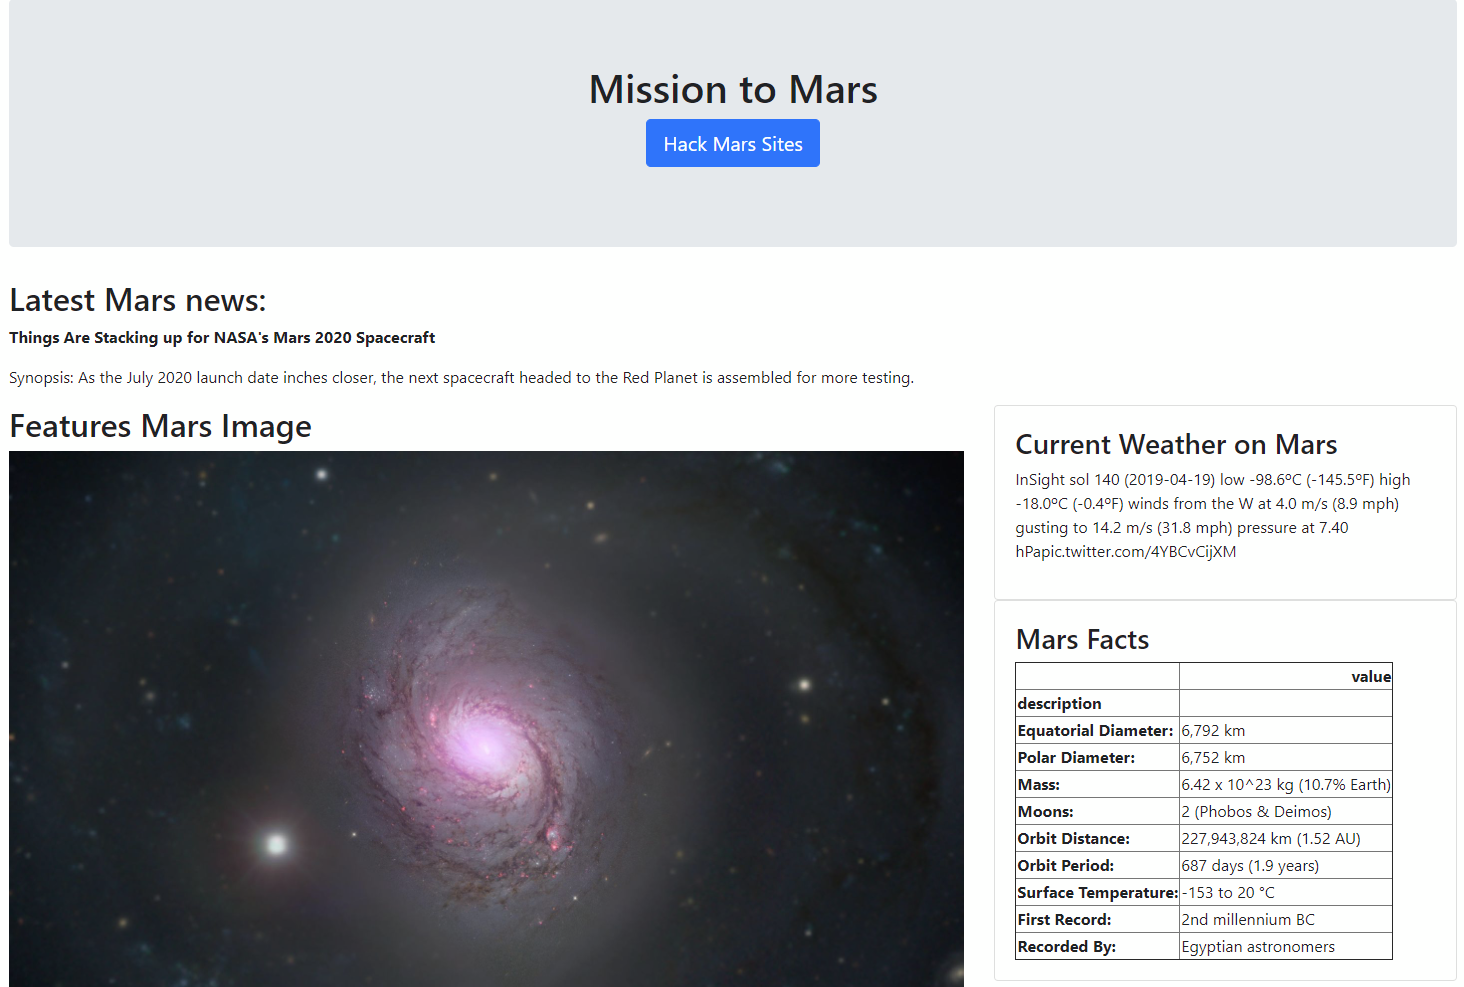 Mission to Mars
Hack Mars Sites
Latest Mars news:
Things Are Stacking up for NASA's Mars 2020 Spacecraft
Synopsis: As the July 2020 launch date inches closer, the next spacecraft headed to the Red Planet is assembled for more testing.
Features Mars Image
Current Weather on Mars
InSight sol 140 (2019-04-19) low -98.6ºC (-145.5ºF) high
-18.0ºC (-0.4ºF) winds from the W at 4.0 m/s (8.9 mph)
gusting to 14.2 m/s (31.8 mph) pressure at 7.40
hPapic.twitter.com/4YBCvCijXM
Mars Facts
value
description
Equatorial Diameter: 6,792 km
Polar Diameter: 6,752 km
Mass: 6.42 x 10^23 kg (10.7% Earth)
Moons: 2 (Phobos & Deimos)
Orbit Distance: 227,943,824 km (1.52 AU)
Orbit Period: 687 days (1.9 years)
Surface Temperature: -153 to 20 °C
First Record: 2nd millennium BC
Recorded By: Egyptian astronomers